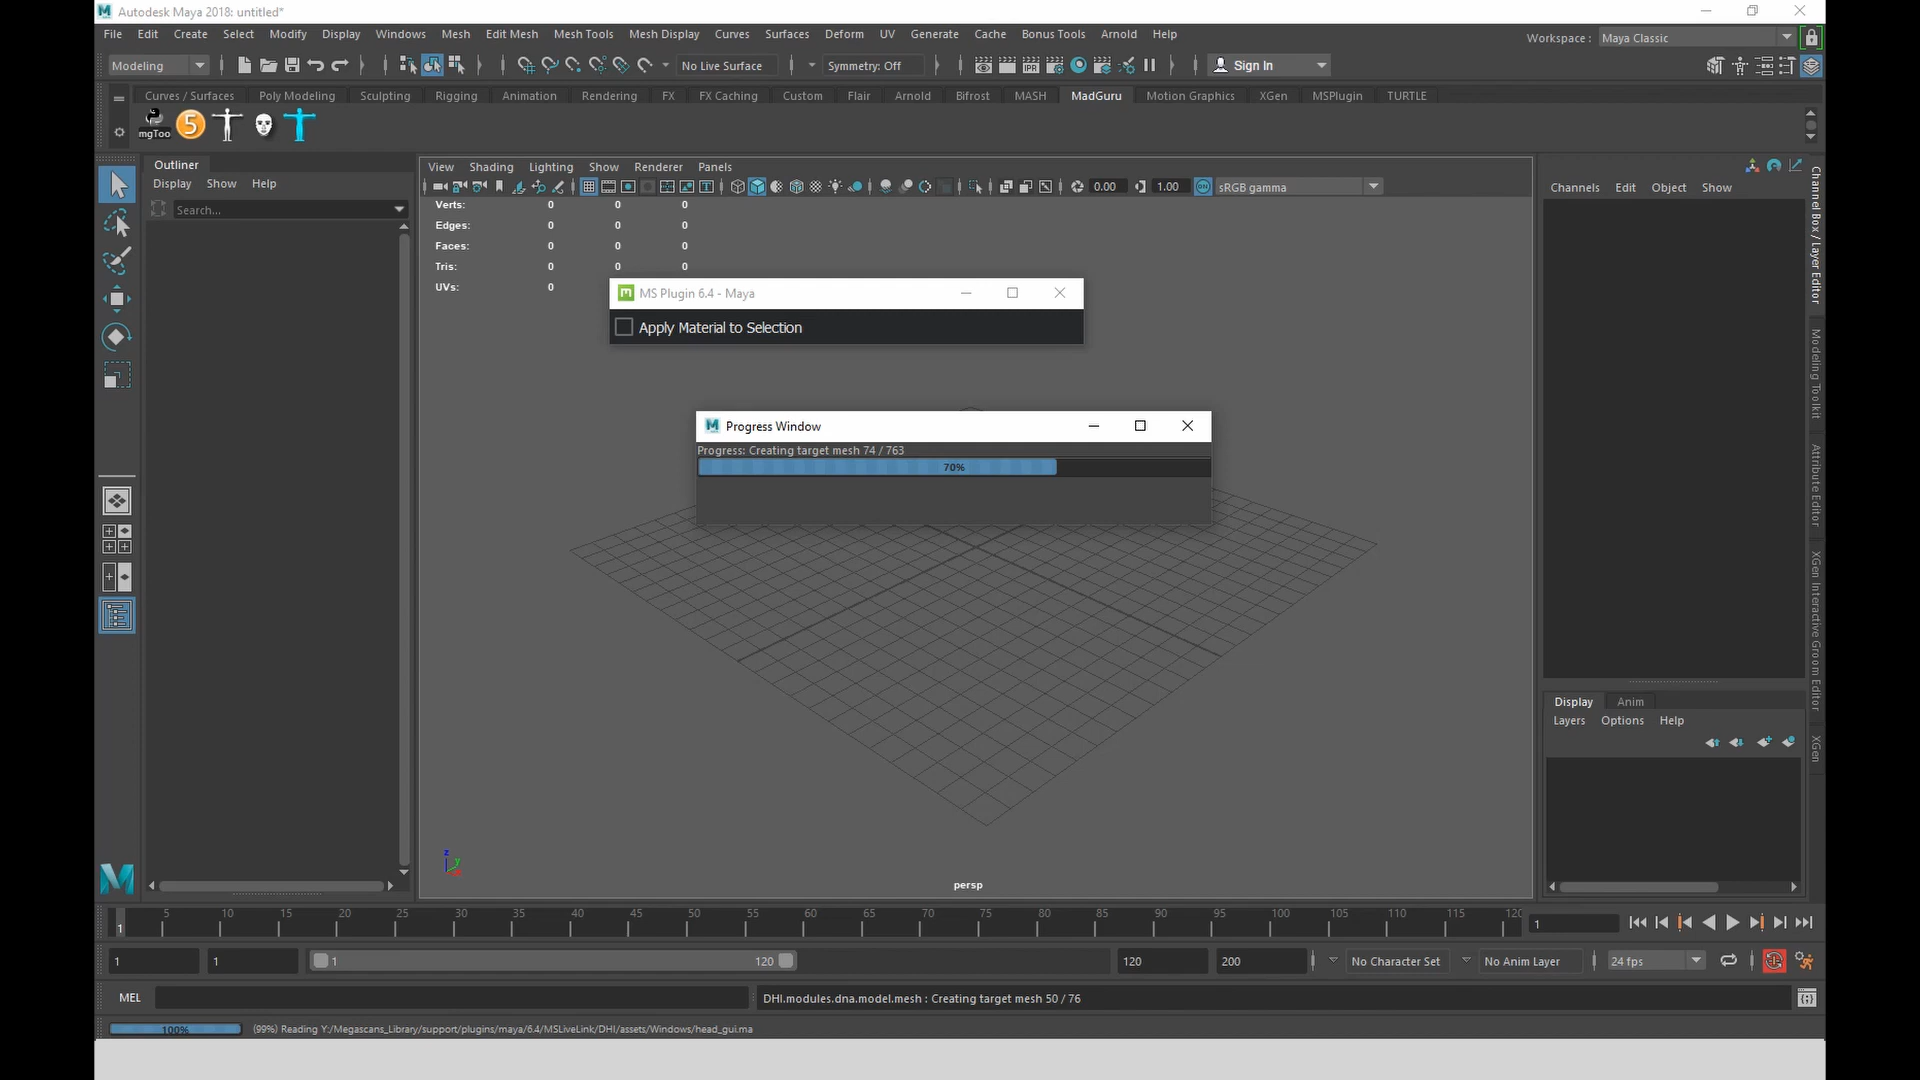 Autodesk Maya 2018: untitled*
File Edit Create Select Modify Display Windows Mesh Edit Mesh Mesh Tools Mesh Display Curves Surfaces Deform UV Generate Cache Bonus Tools Arnold Help
Workspace : Maya Classic
Modeling No Live Surface Symmetry: Off IPR Sign In
Curves / Surfaces Poly Modeling Sculpting Rigging Animation Rendering FX FX Caching Custom Flair Arnold Bifrost MASH MadGuru Motion Graphics XGen MSPlugin TURTLE
mgToo 5
Outliner
Display Show Help
Search...
View Shading Lighting Show Renderer Panels
0.00 1.00 ON sRGB gamma
Verts: 0 0 0
Edges: 0 0 0
Faces: 0 0 0
Tris: 0 0 0
UVs: 0
MS Plugin 6.4 - Maya
Apply Material to Selection
Progress Window
Progress: Creating target mesh 74 / 763
70%
z y
persp
Channels Edit Object Show
Channel Box / Layer Editor
Modeling Toolkit
Attribute Editor
XGen Interactive Groom Editor
XGen
Display Anim
Layers Options Help
1 5 10 15 20 25 30 35 40 45 50 55 60 65 70 75 80 85 90 95 100 105 110 115 120
1
1 1 1 120 120 200 No Character Set No Anim Layer 24 fps
MEL DHI.modules.dna.model.mesh : Creating target mesh 50 / 76
100% (99%) Reading Y:/Megascans_Library/support/plugins/maya/6.4/MSLiveLink/DHI/assets/Windows/head_gui.ma